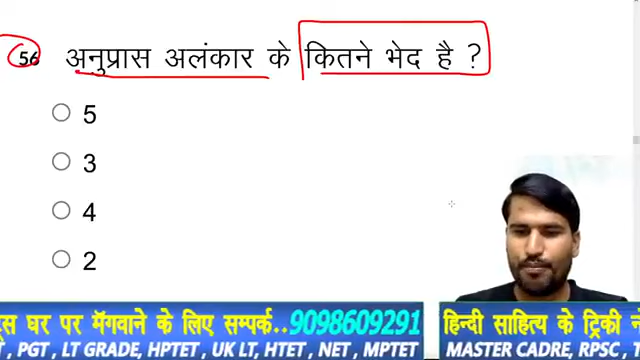 56 अनुप्रास अलंकार के कितने भेद है ?
5
3
4
2
घर पर मॅगवाने के लिए सम्पर्क..9098609291 हिन्दी साहित्य के ट्रिकी
, PGT , LT GRADE, HPTET , UK LT, HTET , NET , MPTET MASTER CADRE, RPSC ,